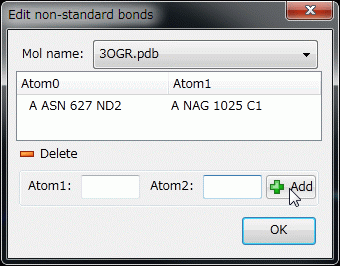 Edit non-standard bonds
Mol name: 3OGR.pdb
Atom0 Atom1
A ASN 627 ND2 A NAG 1025 C1
Delete
Atom1: Atom2: Add
OK